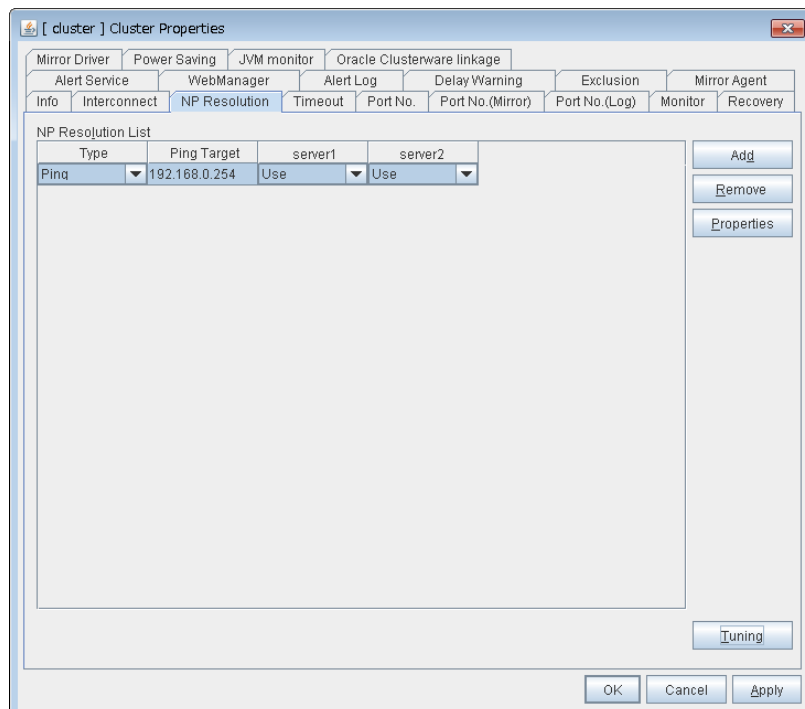 [ cluster ] Cluster Properties
Mirror Driver Power Saving JVM monitor Oracle Clusterware linkage
Alert Service WebManager Alert Log Delay Warning Exclusion Mirror Agent
Info Interconnect NP Resolution Timeout Port No. Port No.(Mirror) Port No.(Log) Monitor Recovery
NP Resolution List
Type Ping Target server1 server2
Ping 192.168.0.254 Use Use
Add
Remove
Properties
Tuning
OK Cancel Apply